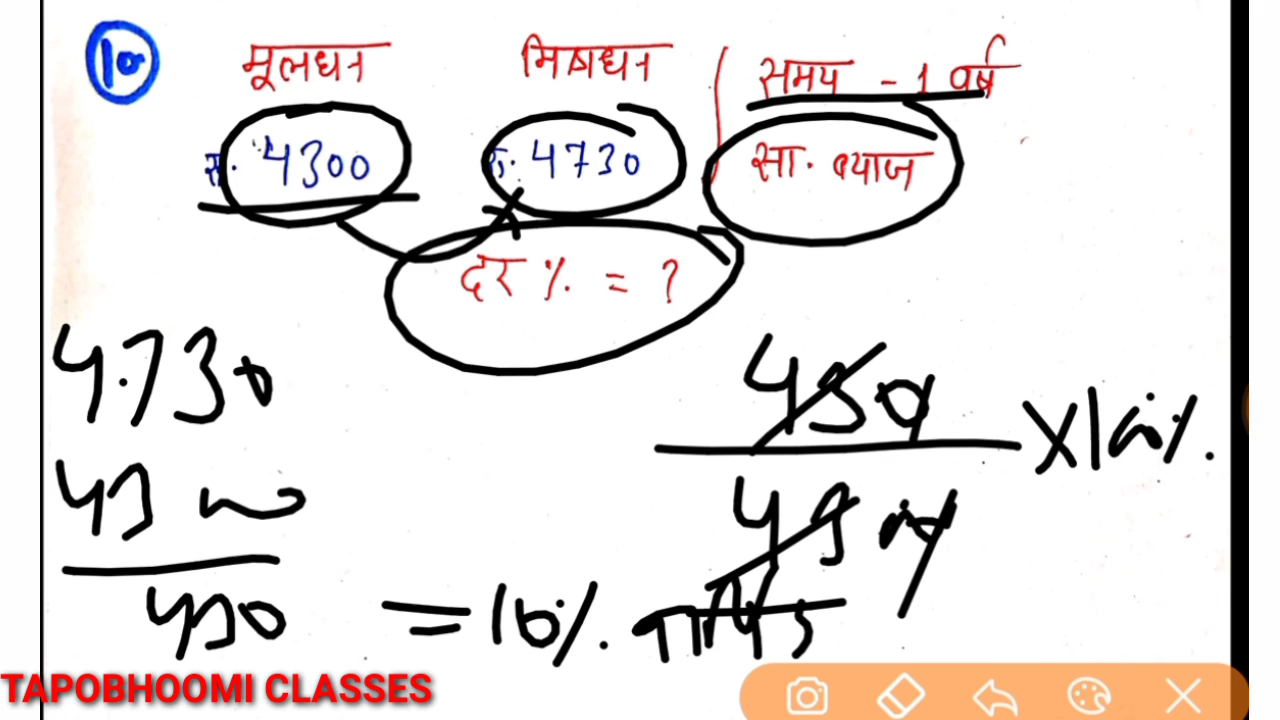 10
मूलधन मिश्रधन समय - 1 वर्ष
रु. 4300 रु. 4730 सा. ब्याज
दर % = ?
4730
4300
430 = 10%.
430 X 100%.
4300
TAPOBHOOMI CLASSES